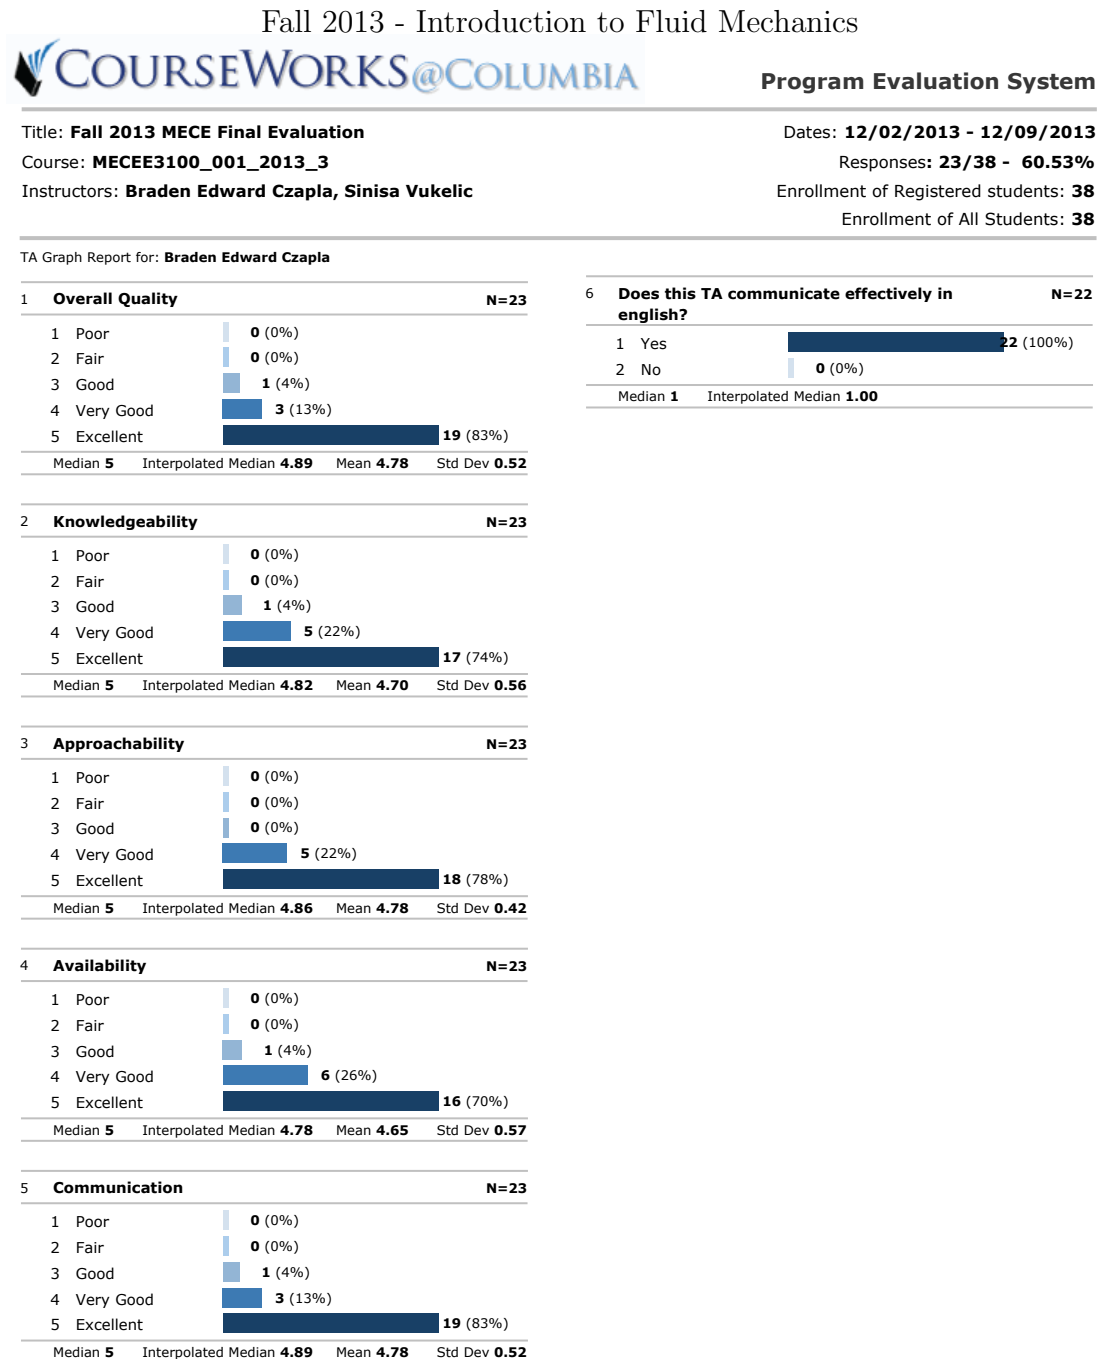 Fall 2013 - Introduction to Fluid Mechanics
COURSEWORKS@COLUMBIA
Program Evaluation System
Title: Fall 2013 MECE Final Evaluation
Dates: 12/02/2013 - 12/09/2013
Course: MECEE3100_001_2013_3
Responses: 23/38 - 60.53%
Instructors: Braden Edward Czapla, Sinisa Vukelic
Enrollment of Registered students: 38
Enrollment of All Students: 38
TA Graph Report for: Braden Edward Czapla
1 Overall Quality N=23
1 Poor 0 (0%)
2 Fair 0 (0%)
3 Good 1 (4%)
4 Very Good 3 (13%)
5 Excellent 19 (83%)
Median 5 Interpolated Median 4.89 Mean 4.78 Std Dev 0.52
2 Knowledgeability N=23
1 Poor 0 (0%)
2 Fair 0 (0%)
3 Good 1 (4%)
4 Very Good 5 (22%)
5 Excellent 17 (74%)
Median 5 Interpolated Median 4.82 Mean 4.70 Std Dev 0.56
3 Approachability N=23
1 Poor 0 (0%)
2 Fair 0 (0%)
3 Good 0 (0%)
4 Very Good 5 (22%)
5 Excellent 18 (78%)
Median 5 Interpolated Median 4.86 Mean 4.78 Std Dev 0.42
4 Availability N=23
1 Poor 0 (0%)
2 Fair 0 (0%)
3 Good 1 (4%)
4 Very Good 6 (26%)
5 Excellent 16 (70%)
Median 5 Interpolated Median 4.78 Mean 4.65 Std Dev 0.57
5 Communication N=23
1 Poor 0 (0%)
2 Fair 0 (0%)
3 Good 1 (4%)
4 Very Good 3 (13%)
5 Excellent 19 (83%)
Median 5 Interpolated Median 4.89 Mean 4.78 Std Dev 0.52
6 Does this TA communicate effectively in N=22
english?
1 Yes 22 (100%)
2 No 0 (0%)
Median 1 Interpolated Median 1.00